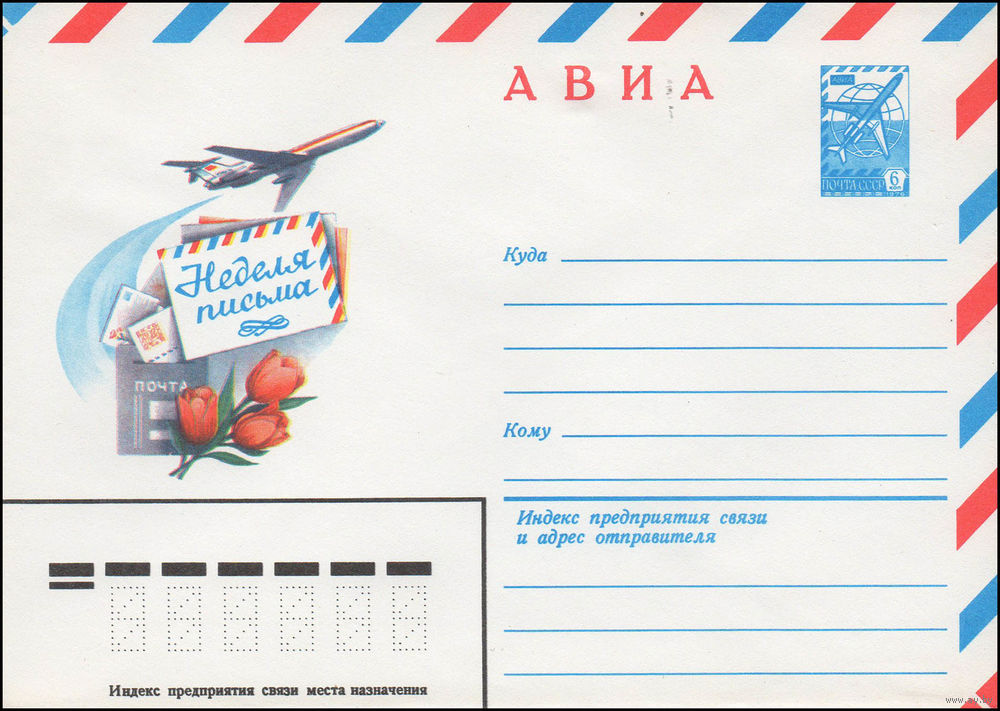 АВИА
АВИА
ПОЧТА СССР
6
коп
1976
Неделя
письма
ПОЧТА
Куда
Кому
Индекс предприятия связи
и адрес отправителя
Индекс предприятия связи места назначения